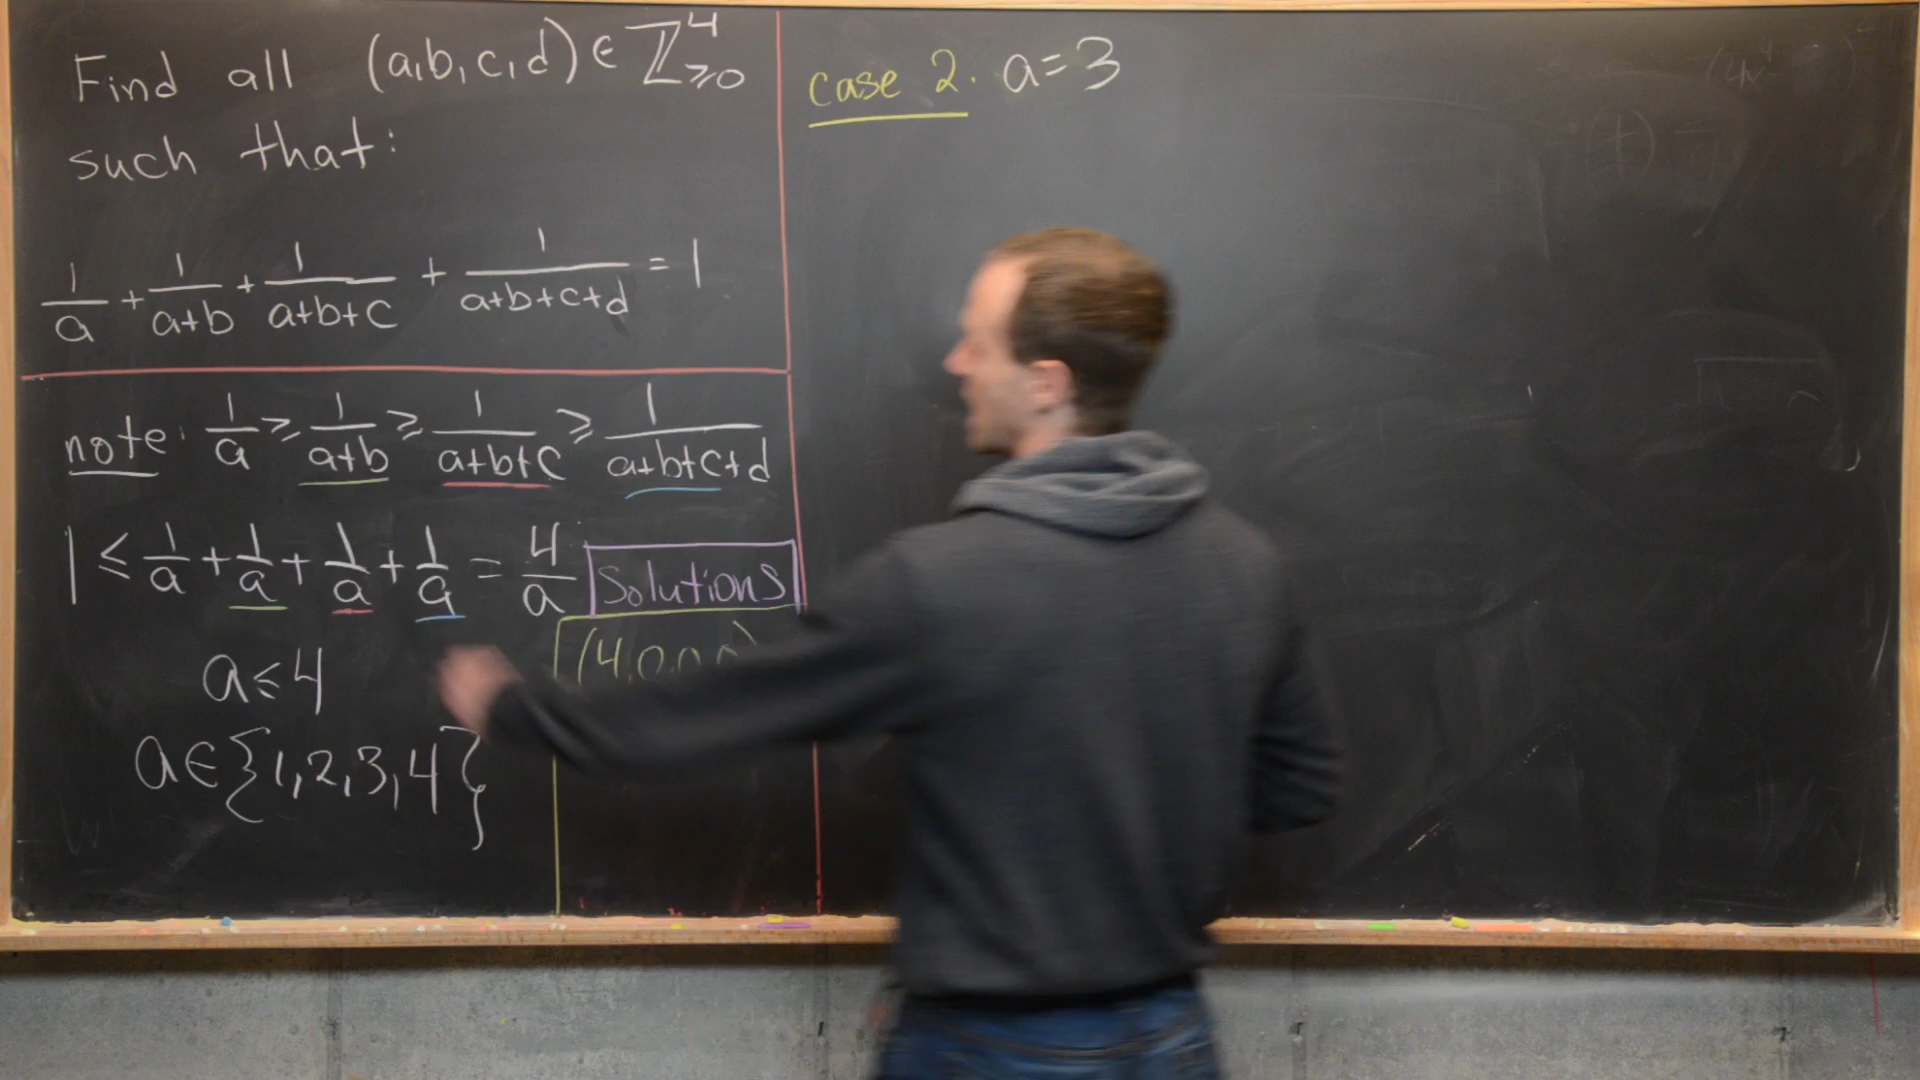 Find all (a,b,c,d) ∈ ℤ⁴≥0
such that:
1/a + 1/(a+b) + 1/(a+b+c) + 1/(a+b+c+d) = 1
note: 1/a ≥ 1/(a+b) ≥ 1/(a+b+c) ≥ 1/(a+b+c+d)
1 ≤ 1/a + 1/a + 1/a + 1/a = 4/a
a ≤ 4
a ∈ {1,2,3,4}
Solutions
(4,0,0,0)
case 2. a=3